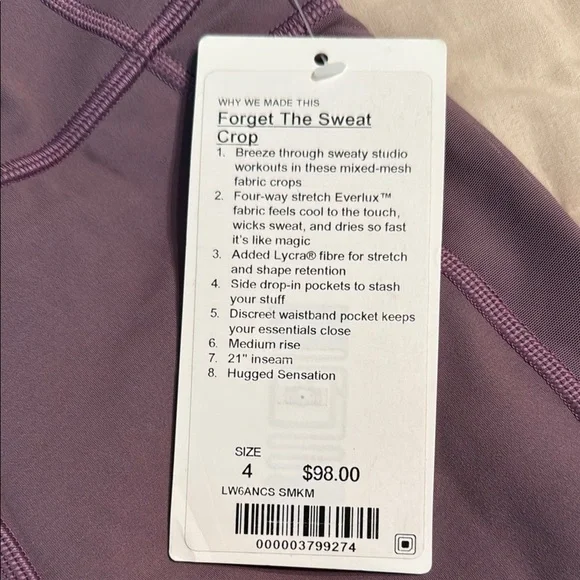 WHY WE MADE THIS
Forget The Sweat
Crop
1. Breeze through sweaty studio
workouts in these mixed-mesh
fabric crops
2. Four-way stretch Everlux™
fabric feels cool to the touch,
wicks sweat, and dries so fast
it's like magic
3. Added Lycra® fibre for stretch
and shape retention
4. Side drop-in pockets to stash
your stuff
5. Discreet waistband pocket keeps
your essentials close
6. Medium rise
7. 21" inseam
8. Hugged Sensation
SIZE
4 $98.00
LW6ANCS SMKM
000003799274